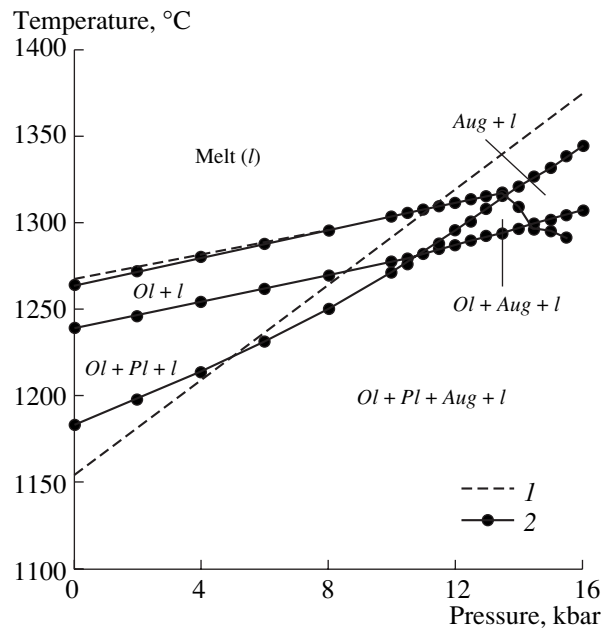 Temperature, °C
1400
1350
1300
1250
1200
1150
1100
Melt (l)
Aug + l
Ol + l
Ol + Aug + l
Ol + Pl + l
Ol + Pl + Aug + l
1
2
0 4 8 12 16
Pressure, kbar